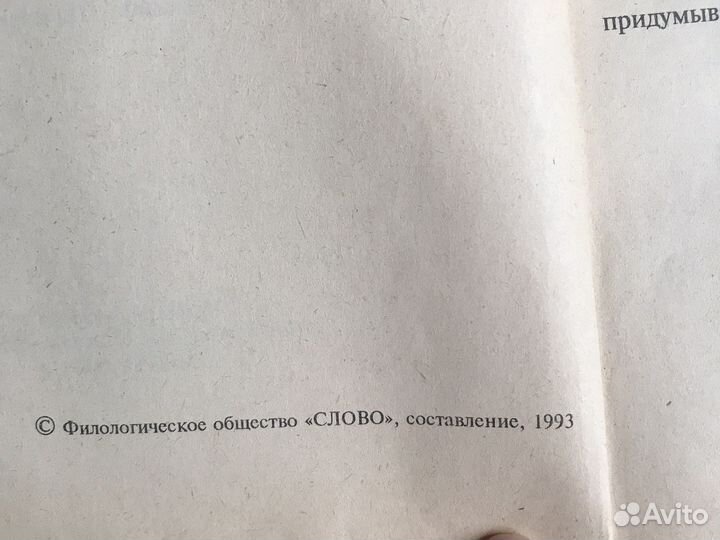 придумыв
© Филологическое общество «СЛОВО», составление, 1993
Avito